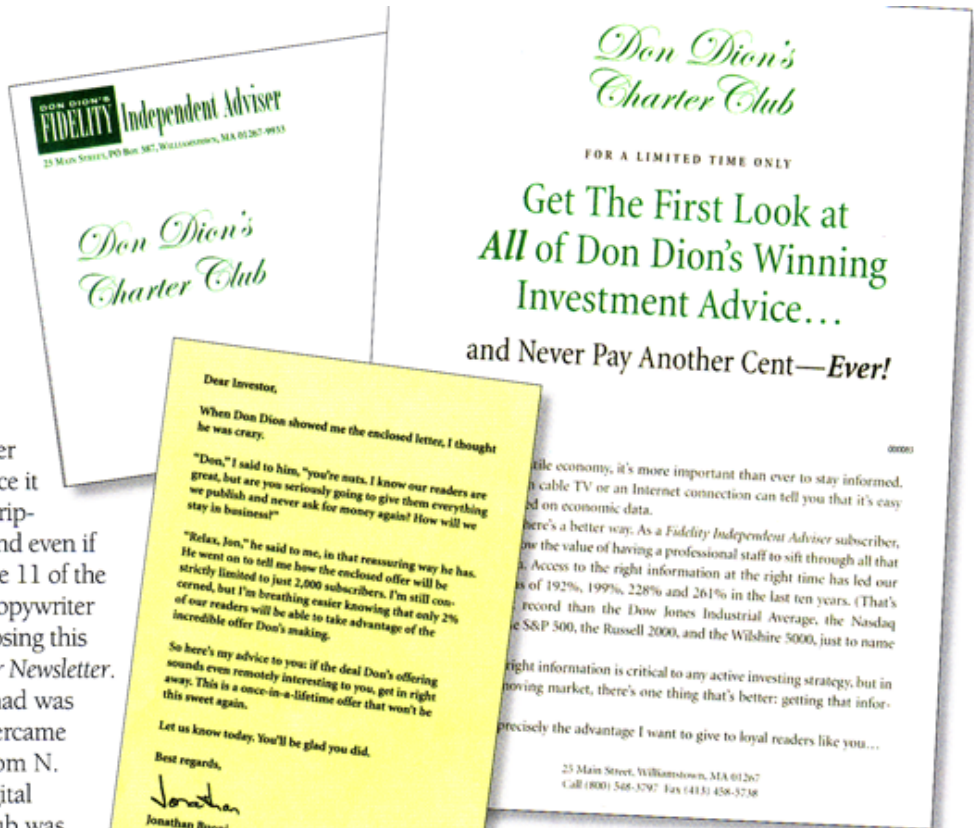 DON DION'S
FIDELITY Independent Adviser
25 MAIN STREET, PO BOX 387, WILLIAMSTOWN, MA 01267-9933
Don Dion's
Charter Club
Don Dion's
Charter Club
FOR A LIMITED TIME ONLY
Get The First Look at
All of Don Dion's Winning
Investment Advice…
and Never Pay Another Cent—Ever!
000003
tile economy, it's more important than ever to stay informed.
cable TV or an Internet connection can tell you that it's easy
ed on economic data.
here's a better way. As a Fidelity Independent Adviser subscriber,
ow the value of having a professional staff to sift through all that
Access to the right information at the right time has led our
s of 192%, 199%, 228% and 261% in the last ten years. (That's
record than the Dow Jones Industrial Average, the Nasdaq
e S&P 500, the Russell 2000, and the Wilshire 5000, just to name
right information is critical to any active investing strategy, but in
moving market, there's one thing that's better: getting that infor-
precisely the advantage I want to give to loyal readers like you…
25 Main Street, Williamstown, MA 01267
Call (800) 548-3797 Fax (413) 458-5738
Dear Investor,
When Don Dion showed me the enclosed letter, I thought
he was crazy.
"Don," I said to him, "you're nuts. I know our readers are
great, but are you seriously going to give them everything
we publish and never ask for money again? How will we
stay in business?"
"Relax, Jon," he said to me, in that reassuring way he has.
He went on to tell me how the enclosed offer will be
strictly limited to just 2,000 subscribers. I'm still con-
cerned, but I'm breathing easier knowing that only 2%
of our readers will be able to take advantage of the
incredible offer Don's making.
So here's my advice to you: if the deal Don's offering
sounds even remotely interesting to you, get in right
away. This is a once-in-a-lifetime offer that won't be
this sweet again.
Let us know today. You'll be glad you did.
Best regards,
Jonathan
Jonathan
er
ce it
rip-
nd even if
e 11 of the
opywriter
osing this
r Newsletter.
had was
ercame
om N.
ital
ub was